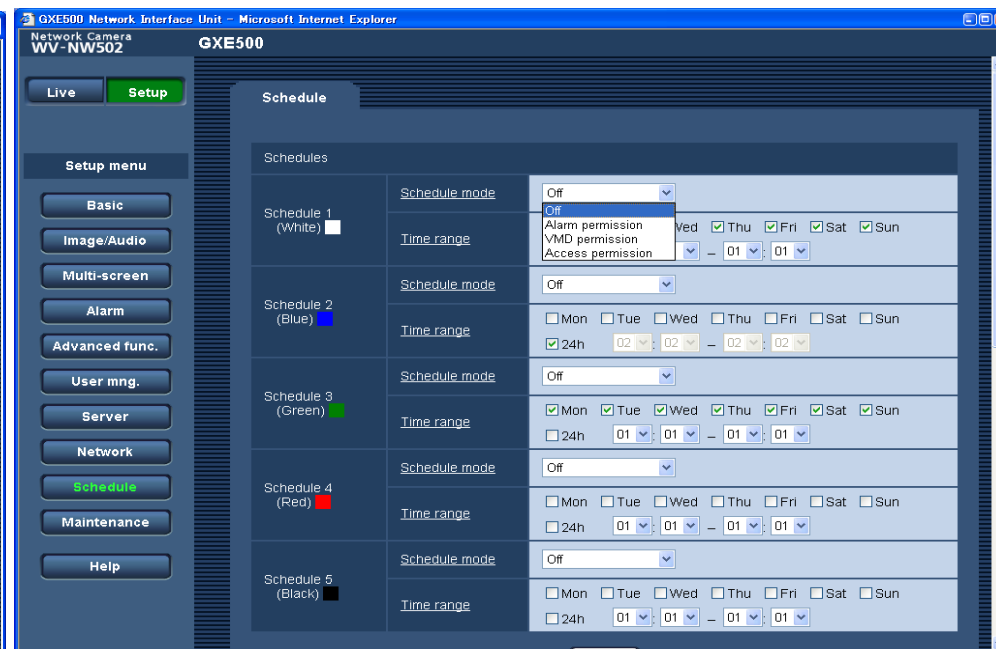 GXE500 Network Interface Unit - Microsoft Internet Explorer
Network Camera
WV-NW502
GXE500
Live
Setup
Schedule
Setup menu
Basic
Image/Audio
Multi-screen
Alarm
Advanced func.
User mng.
Server
Network
Schedule
Maintenance
Help
Schedules
Schedule 1
(White)
Schedule mode
Off
Off
Alarm permission
VMD permission
Access permission
Time range
Wed Thu Fri Sat Sun
– 01 : 01
Schedule 2
(Blue)
Schedule mode
Off
Time range
Mon Tue Wed Thu Fri Sat Sun
24h 02 : 02 – 02 : 02
Schedule 3
(Green)
Schedule mode
Off
Time range
Mon Tue Wed Thu Fri Sat Sun
24h 01 : 01 – 01 : 01
Schedule 4
(Red)
Schedule mode
Off
Time range
Mon Tue Wed Thu Fri Sat Sun
24h 01 : 01 – 01 : 01
Schedule 5
(Black)
Schedule mode
Off
Time range
Mon Tue Wed Thu Fri Sat Sun
24h 01 : 01 – 01 : 01